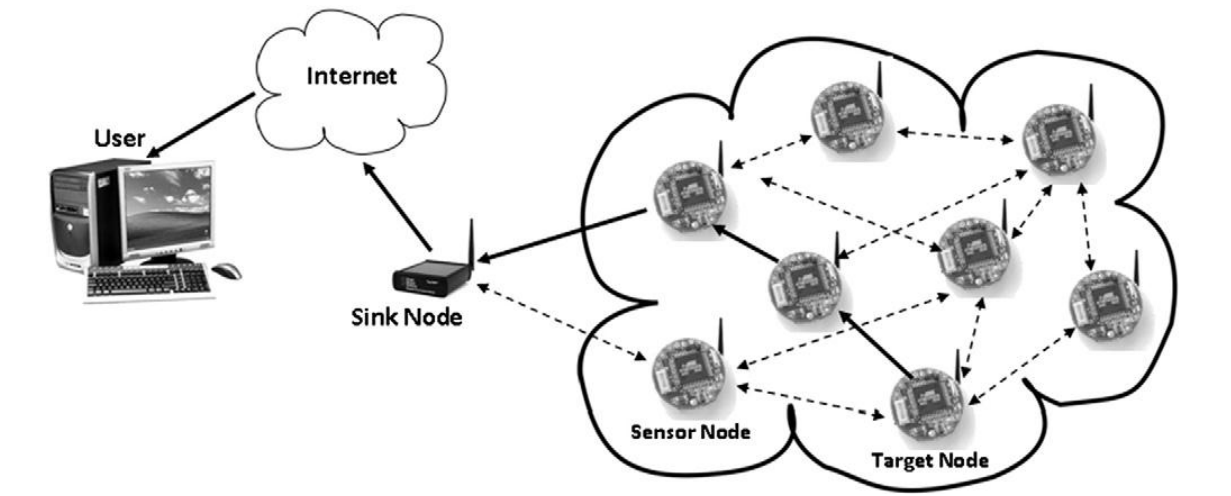 Internet
User
Sink Node
Sensor Node
Target Node